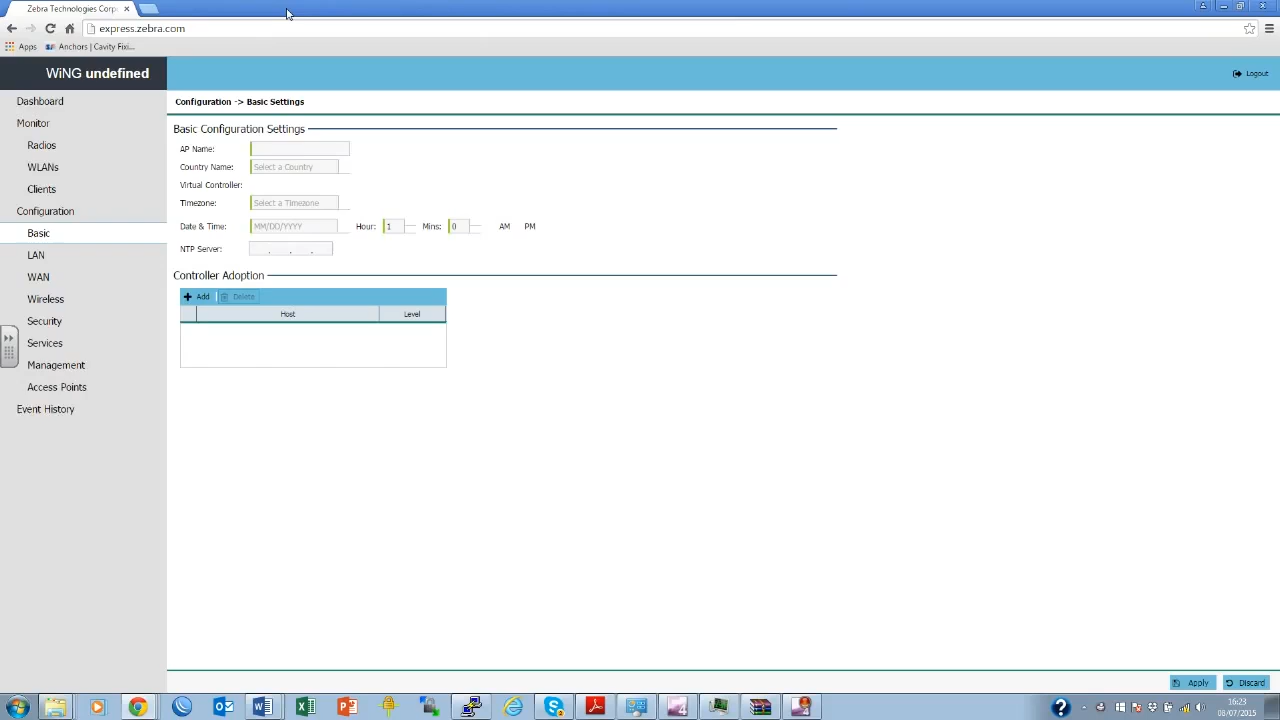 Zebra Technologies Corpo
express.zebra.com
Apps Anchors | Cavity Fixi...
WiNG undefined
Logout
Dashboard
Monitor
Radios
WLANs
Clients
Configuration
Basic
LAN
WAN
Wireless
Security
Services
Management
Access Points
Event History
Configuration -> Basic Settings
Basic Configuration Settings
AP Name:
Country Name: Select a Country
Virtual Controller:
Timezone: Select a Timezone
Date & Time: MM/DD/YYYY Hour: 1 Mins: 0 AM PM
NTP Server: . . .
Controller Adoption
Add Delete
Host Level
Apply Discard
16:23
08/07/2015